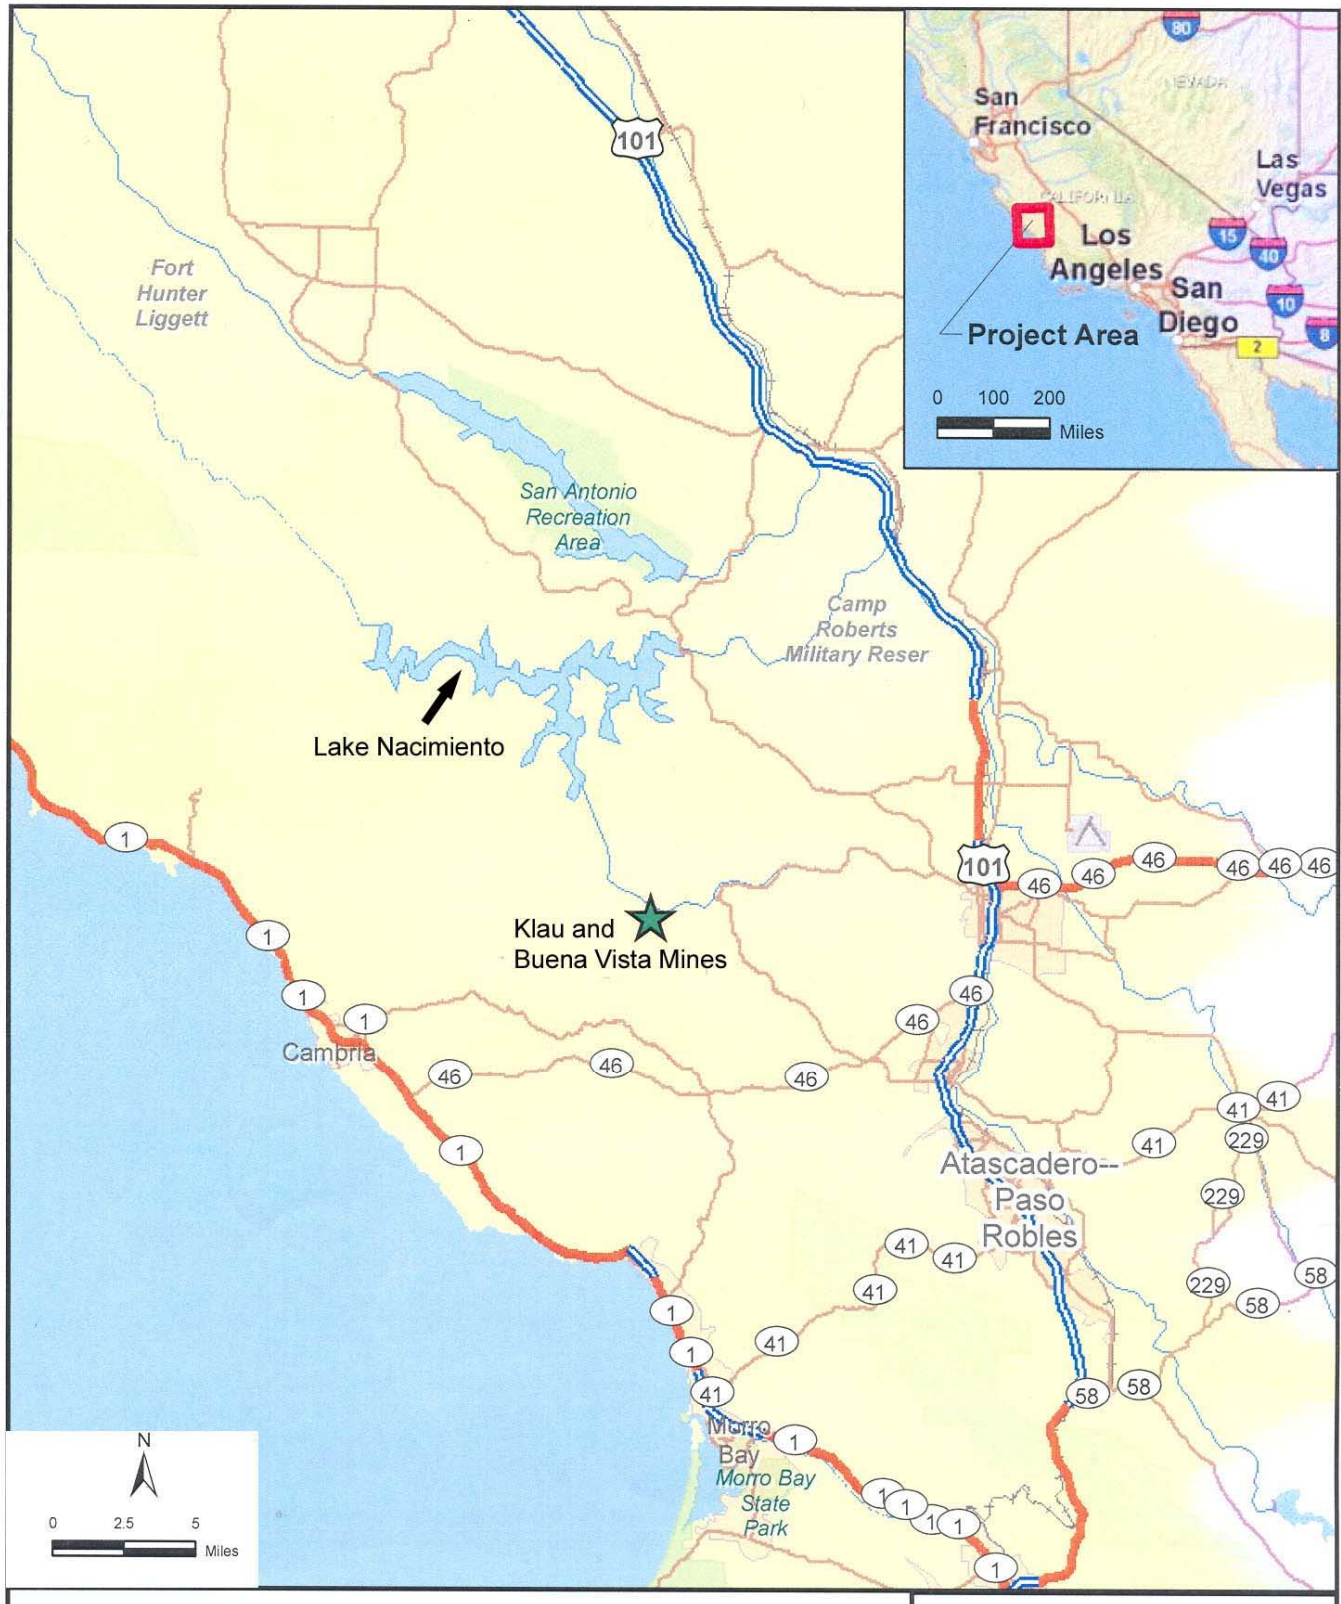 80
NEVADA
San
Francisco
Las
Vegas
CALIFORNIA
15
40
Los
Angeles
San
Diego
10
8
2
Project Area
0 100 200
Miles
101
Fort
Hunter
Liggett
San Antonio
Recreation
Area
Camp
Roberts
Military Reser
Lake Nacimiento
1
101
46
46
46
46
46
46
Klau and
Buena Vista Mines
1
1
1
Cambria
46
46
46
46
46
1
41
41
41
229
229
229
Atascadero--
Paso
Robles
41
41
41
41
41
58
58
58
58
1
1
Morro
Bay
Morro Bay
State
Park
1
1
1
1
1
1
N
0 2.5 5
Miles